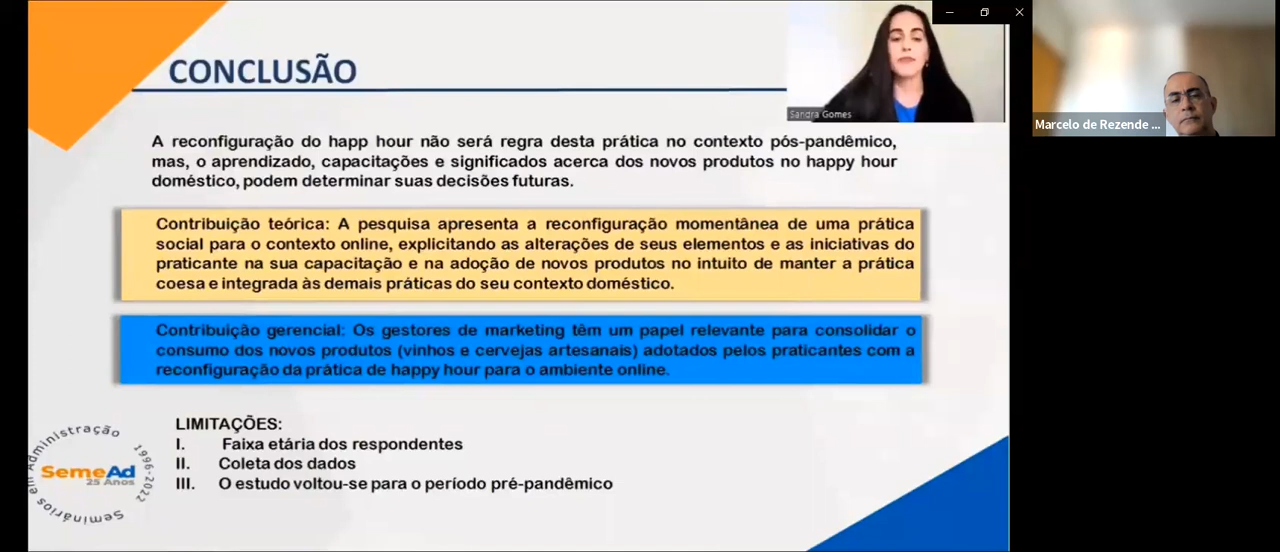 CONCLUSÃO
Sandra Gomes
Marcelo de Rezende ...
A reconfiguração do happ hour não será regra desta prática no contexto pós-pandêmico,
mas, o aprendizado, capacitações e significados acerca dos novos produtos no happy hour
doméstico, podem determinar suas decisões futuras.
Contribuição teórica: A pesquisa apresenta a reconfiguração momentânea de uma prática
social para o contexto online, explicitando as alterações de seus elementos e as iniciativas do
praticante na sua capacitação e na adoção de novos produtos no intuito de manter a prática
coesa e integrada às demais práticas do seu contexto doméstico.
Contribuição gerencial: Os gestores de marketing têm um papel relevante para consolidar o
consumo dos novos produtos (vinhos e cervejas artesanais) adotados pelos praticantes com a
reconfiguração da prática de happy hour para o ambiente online.
LIMITAÇÕES:
I. Faixa etária dos respondentes
II. Coleta dos dados
III. O estudo voltou-se para o período pré-pandêmico
Seminários em Administração 1996-2022
SemeAd
25 Anos